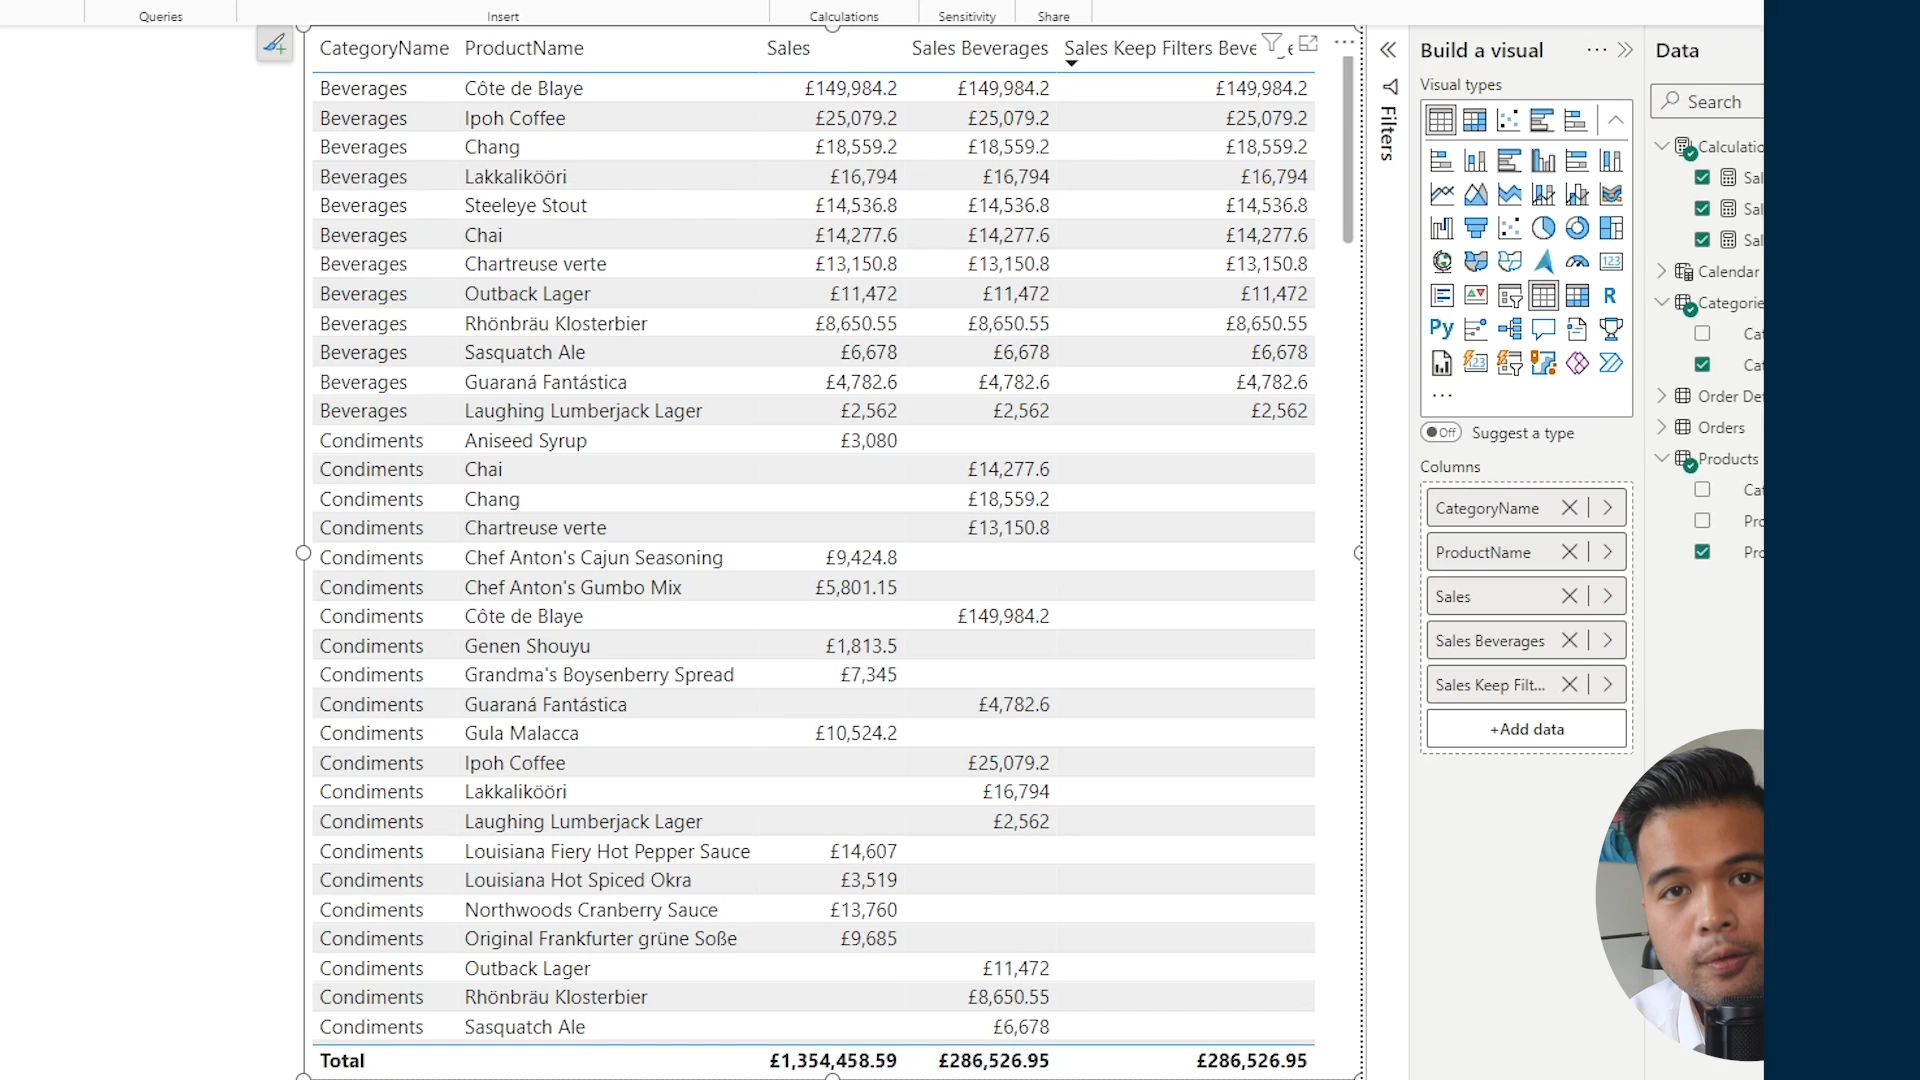 Queries Insert Calculations Sensitivity Share
CategoryName ProductName Sales Sales Beverages Sales Keep Filters Beve
Beverages Côte de Blaye £149,984.2 £149,984.2 £149,984.2
Beverages Ipoh Coffee £25,079.2 £25,079.2 £25,079.2
Beverages Chang £18,559.2 £18,559.2 £18,559.2
Beverages Lakkalikööri £16,794 £16,794 £16,794
Beverages Steeleye Stout £14,536.8 £14,536.8 £14,536.8
Beverages Chai £14,277.6 £14,277.6 £14,277.6
Beverages Chartreuse verte £13,150.8 £13,150.8 £13,150.8
Beverages Outback Lager £11,472 £11,472 £11,472
Beverages Rhönbräu Klosterbier £8,650.55 £8,650.55 £8,650.55
Beverages Sasquatch Ale £6,678 £6,678 £6,678
Beverages Guaraná Fantástica £4,782.6 £4,782.6 £4,782.6
Beverages Laughing Lumberjack Lager £2,562 £2,562 £2,562
Condiments Aniseed Syrup £3,080
Condiments Chai £14,277.6
Condiments Chang £18,559.2
Condiments Chartreuse verte £13,150.8
Condiments Chef Anton's Cajun Seasoning £9,424.8
Condiments Chef Anton's Gumbo Mix £5,801.15
Condiments Côte de Blaye £149,984.2
Condiments Genen Shouyu £1,813.5
Condiments Grandma's Boysenberry Spread £7,345
Condiments Guaraná Fantástica £4,782.6
Condiments Gula Malacca £10,524.2
Condiments Ipoh Coffee £25,079.2
Condiments Lakkalikööri £16,794
Condiments Laughing Lumberjack Lager £2,562
Condiments Louisiana Fiery Hot Pepper Sauce £14,607
Condiments Louisiana Hot Spiced Okra £3,519
Condiments Northwoods Cranberry Sauce £13,760
Condiments Original Frankfurter grüne Soße £9,685
Condiments Outback Lager £11,472
Condiments Rhönbräu Klosterbier £8,650.55
Condiments Sasquatch Ale £6,678
Total £1,354,458.59 £286,526.95 £286,526.95
Filters
Build a visual
Visual types
123
R
Py
123
Off Suggest a type
Columns
CategoryName
ProductName
Sales
Sales Beverages
Sales Keep Filt...
+Add data
Data
Search
Calculatio
Sal
Sal
Sal
Calendar
Categorie
Cat
Cat
Order De
Orders
Products
Cat
Pro
Pro